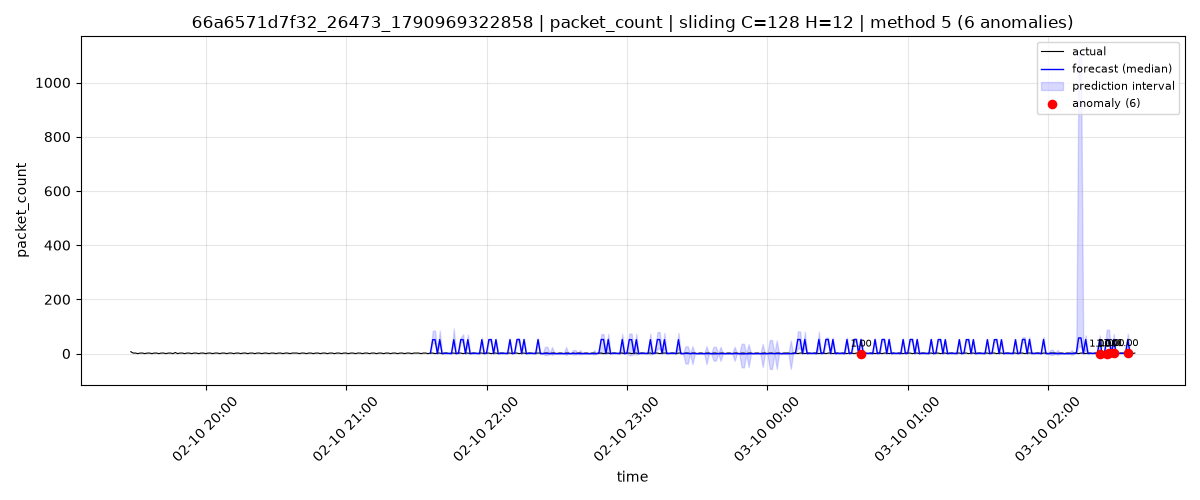 66a6571d7f32_26473_1790969322858 | packet_count | sliding C=128 H=12 | method 5 (6 anomalies)
actual
forecast (median)
prediction interval
anomaly (6)
packet_count
1000
800
600
400
200
0
02-10 20:00
02-10 21:00
02-10 22:00
02-10 23:00
03-10 00:00
03-10 01:00
03-10 02:00
time